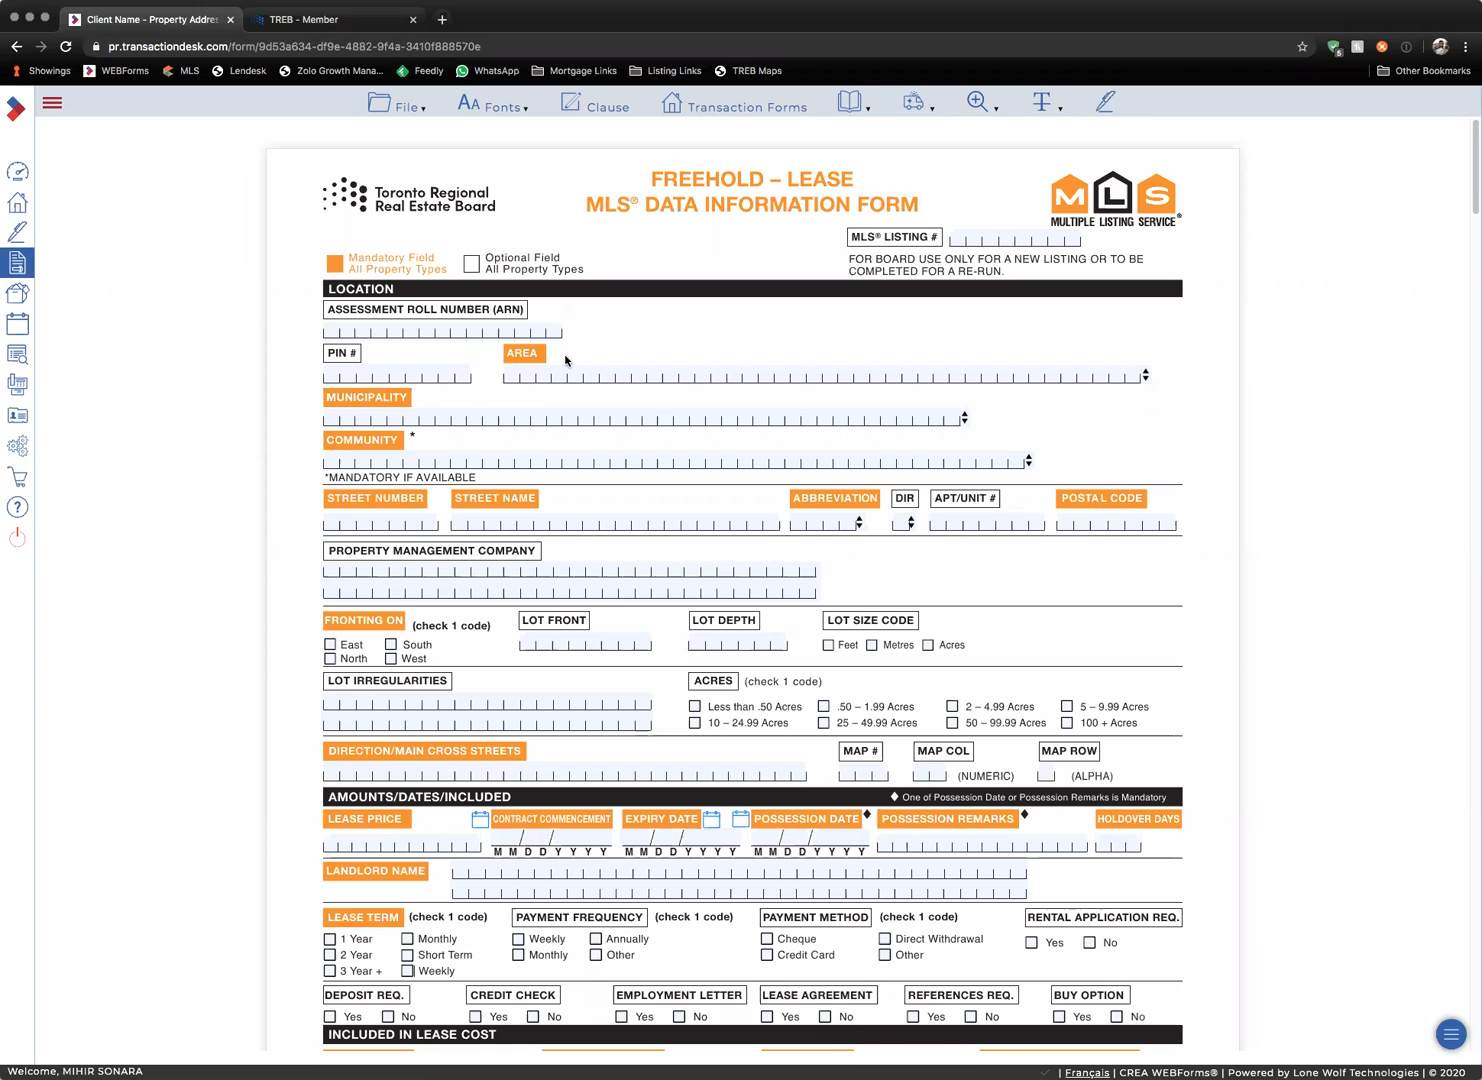 Client Name - Property Addres
TREB - Member
pr.transactiondesk.com/form/9d53a634-df9e-4882-9f4a-3410f888570e
Showings WEBForms MLS Lendesk Zolo Growth Mana... Feedly WhatsApp Mortgage Links Listing Links TREB Maps Other Bookmarks
File Fonts Clause Transaction Forms
Toronto Regional
Real Estate Board
FREEHOLD – LEASE
MLS® DATA INFORMATION FORM
MLS
MULTIPLE LISTING SERVICE®
MLS® LISTING #
Mandatory Field
All Property Types
Optional Field
All Property Types
FOR BOARD USE ONLY FOR A NEW LISTING OR TO BE
COMPLETED FOR A RE-RUN.
LOCATION
ASSESSMENT ROLL NUMBER (ARN)
PIN # AREA
MUNICIPALITY
COMMUNITY *
*MANDATORY IF AVAILABLE
STREET NUMBER STREET NAME ABBREVIATION DIR APT/UNIT # POSTAL CODE
PROPERTY MANAGEMENT COMPANY
FRONTING ON (check 1 code) LOT FRONT LOT DEPTH LOT SIZE CODE
East South Feet Metres Acres
North West
LOT IRREGULARITIES ACRES (check 1 code)
Less than .50 Acres .50 – 1.99 Acres 2 – 4.99 Acres 5 – 9.99 Acres
10 – 24.99 Acres 25 – 49.99 Acres 50 – 99.99 Acres 100 + Acres
DIRECTION/MAIN CROSS STREETS MAP # MAP COL MAP ROW
(NUMERIC) (ALPHA)
AMOUNTS/DATES/INCLUDED ♦ One of Possession Date or Possession Remarks is Mandatory
LEASE PRICE CONTRACT COMMENCEMENT EXPIRY DATE POSSESSION DATE ♦ POSSESSION REMARKS ♦ HOLDOVER DAYS
/ / / / / /
M M D D Y Y Y Y M M D D Y Y Y Y M M D D Y Y Y Y
LANDLORD NAME
LEASE TERM (check 1 code) PAYMENT FREQUENCY (check 1 code) PAYMENT METHOD (check 1 code) RENTAL APPLICATION REQ.
1 Year Monthly Weekly Annually Cheque Direct Withdrawal Yes No
2 Year Short Term Monthly Other Credit Card Other
3 Year + Weekly
DEPOSIT REQ. CREDIT CHECK EMPLOYMENT LETTER LEASE AGREEMENT REFERENCES REQ. BUY OPTION
Yes No Yes No Yes No Yes No Yes No Yes No
INCLUDED IN LEASE COST
Welcome, MIHIR SONARA
| Français | CREA WEBForms® | Powered by Lone Wolf Technologies | © 2020